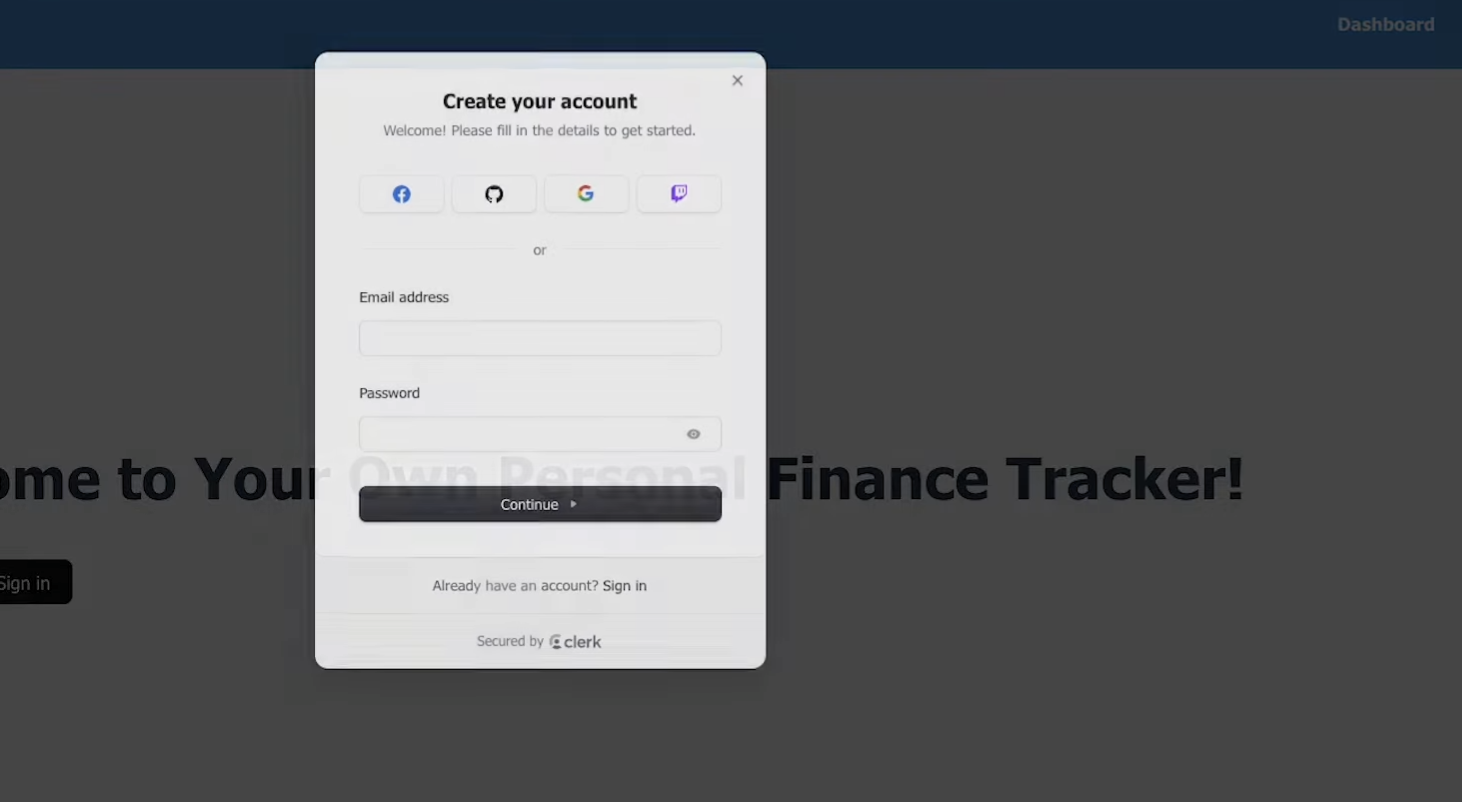 Dashboard
Create your account
Welcome! Please fill in the details to get started.
or
Email address
Password
ome to Your Own Personal Finance Tracker!
Continue
Sign in
Already have an account? Sign in
Secured by clerk